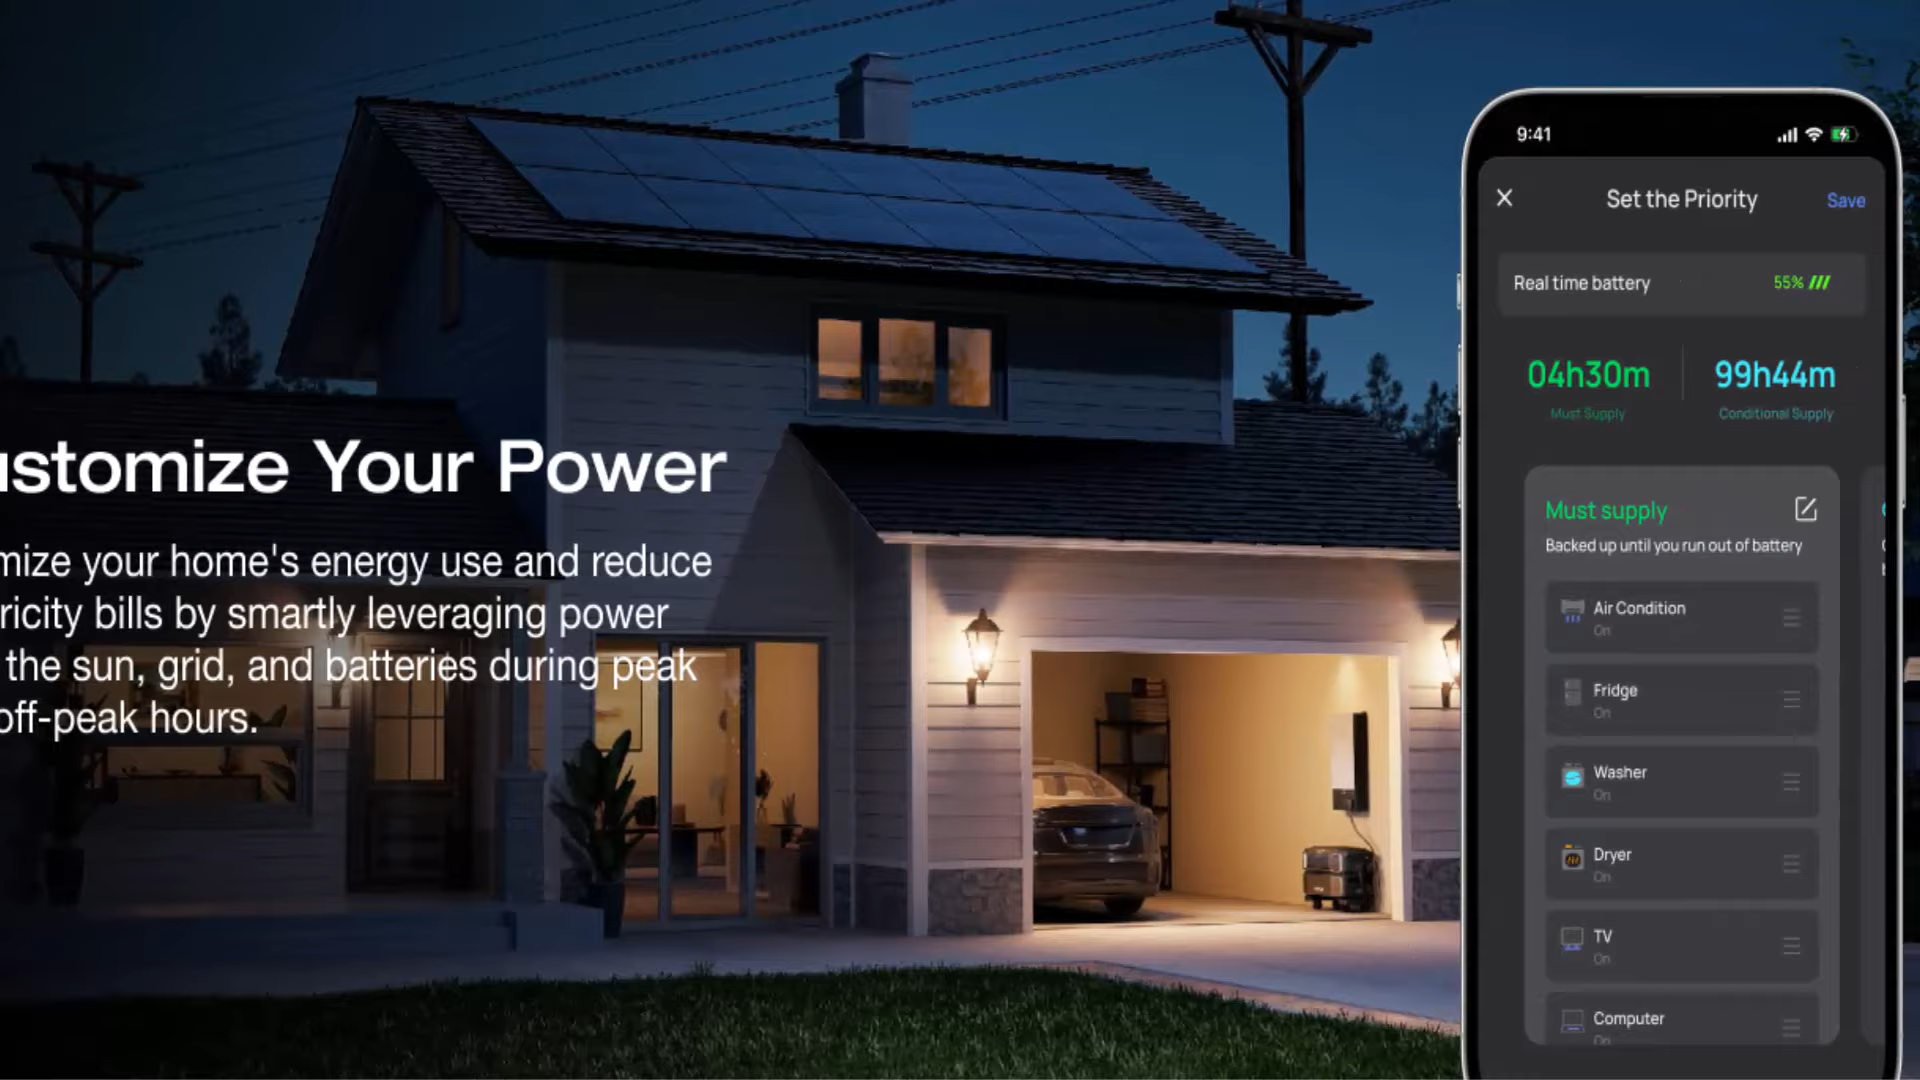 ustomize Your Power
mize your home's energy use and reduce
ricity bills by smartly leveraging power
the sun, grid, and batteries during peak
off-peak hours.
9:41
Set the Priority
Save
Real time battery
55%
04h30m
99h44m
Must Supply
Conditional Supply
Must supply
Backed up until you run out of battery
Air Condition
On
Fridge
On
Washer
On
Dryer
On
TV
On
Computer
On